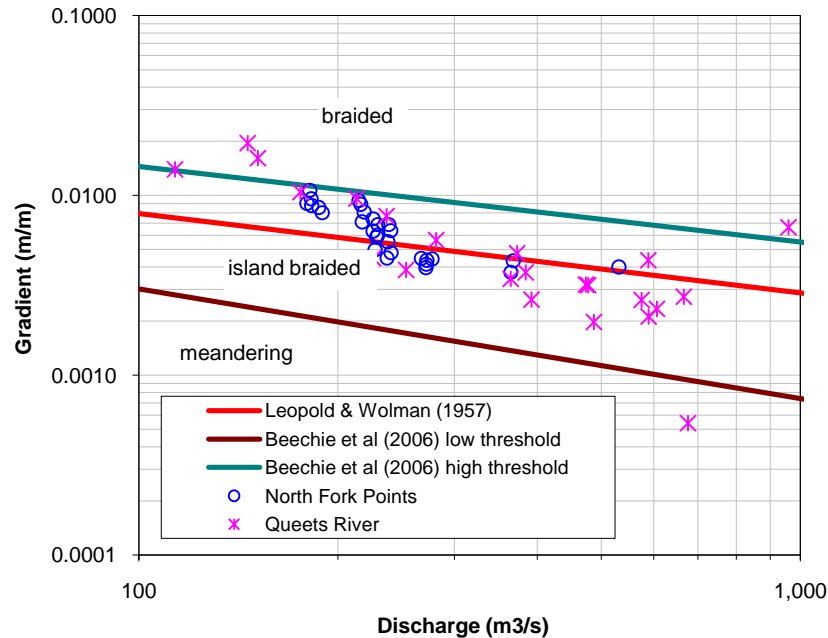 0.1000
0.0100
0.0010
0.0001
Gradient (m/m)
braided
island braided
meandering
Leopold & Wolman (1957)
Beechie et al (2006) low threshold
Beechie et al (2006) high threshold
North Fork Points
Queets River
100
1,000
Discharge (m3/s)